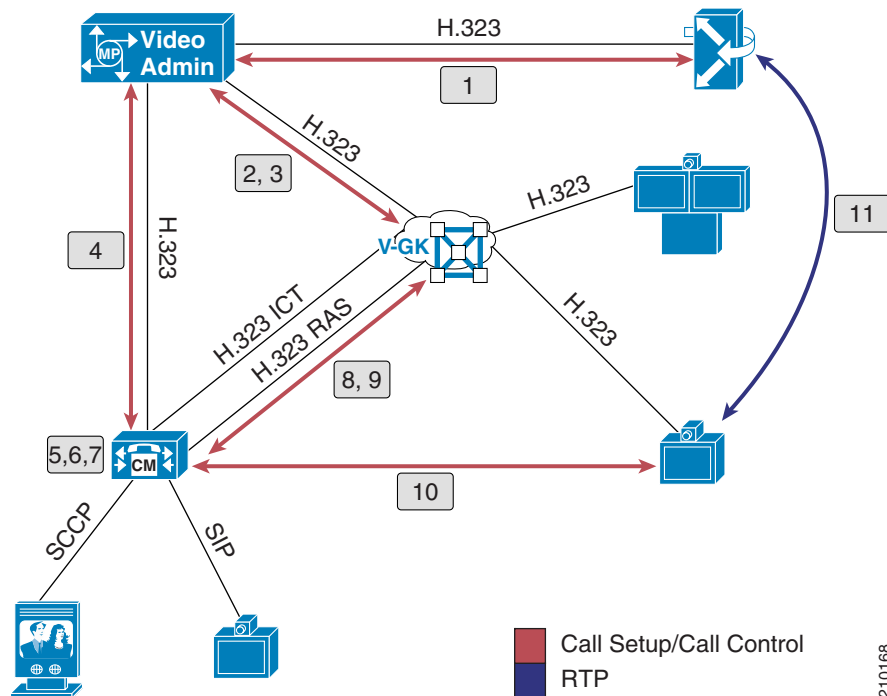 H.323
MP
Video
Admin
1
H.323
2, 3
H.323
11
4
H.323
V-GK
H.323 ICT
H.323 RAS
H.323
8, 9
5,6,7
CM
10
SCCP
SIP
Call Setup/Call Control
RTP
210168